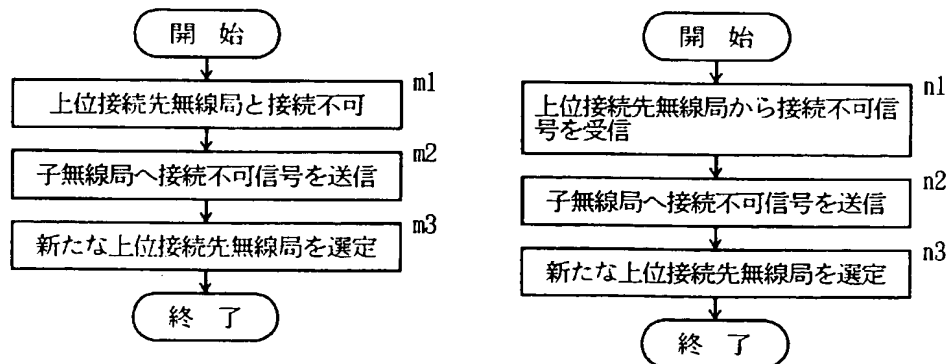 開 始
上位接続先無線局と接続不可
m1
子無線局へ接続不可信号を送信
m2
新たな上位接続先無線局を選定
m3
終 了
開 始
上位接続先無線局から接続不可信
号を受信
n1
子無線局へ接続不可信号を送信
n2
新たな上位接続先無線局を選定
n3
終 了